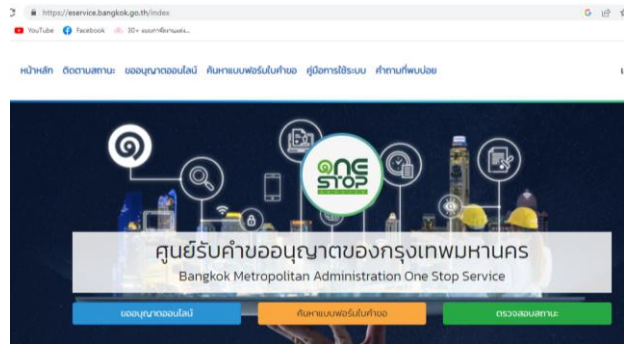 https://eservice.bangkok.go.th/index
YouTube Facebook 30+
หน้าหลัก ติดตามสถานะ ขออนุญาตออนไลน์ ค้นหาแบบฟอร์มใบคำขอ คู่มือการใช้ระบบ คำถามที่พบบ่อย
ONE
STOP
SERVICE
ศูนย์รับคำขออนุญาตของกรุงเทพมหานคร
Bangkok Metropolitan Administration One Stop Service
ขออนุญาตออนไลน์ ค้นหาแบบฟอร์มใบคำขอ ตรวจสอบสถานะ